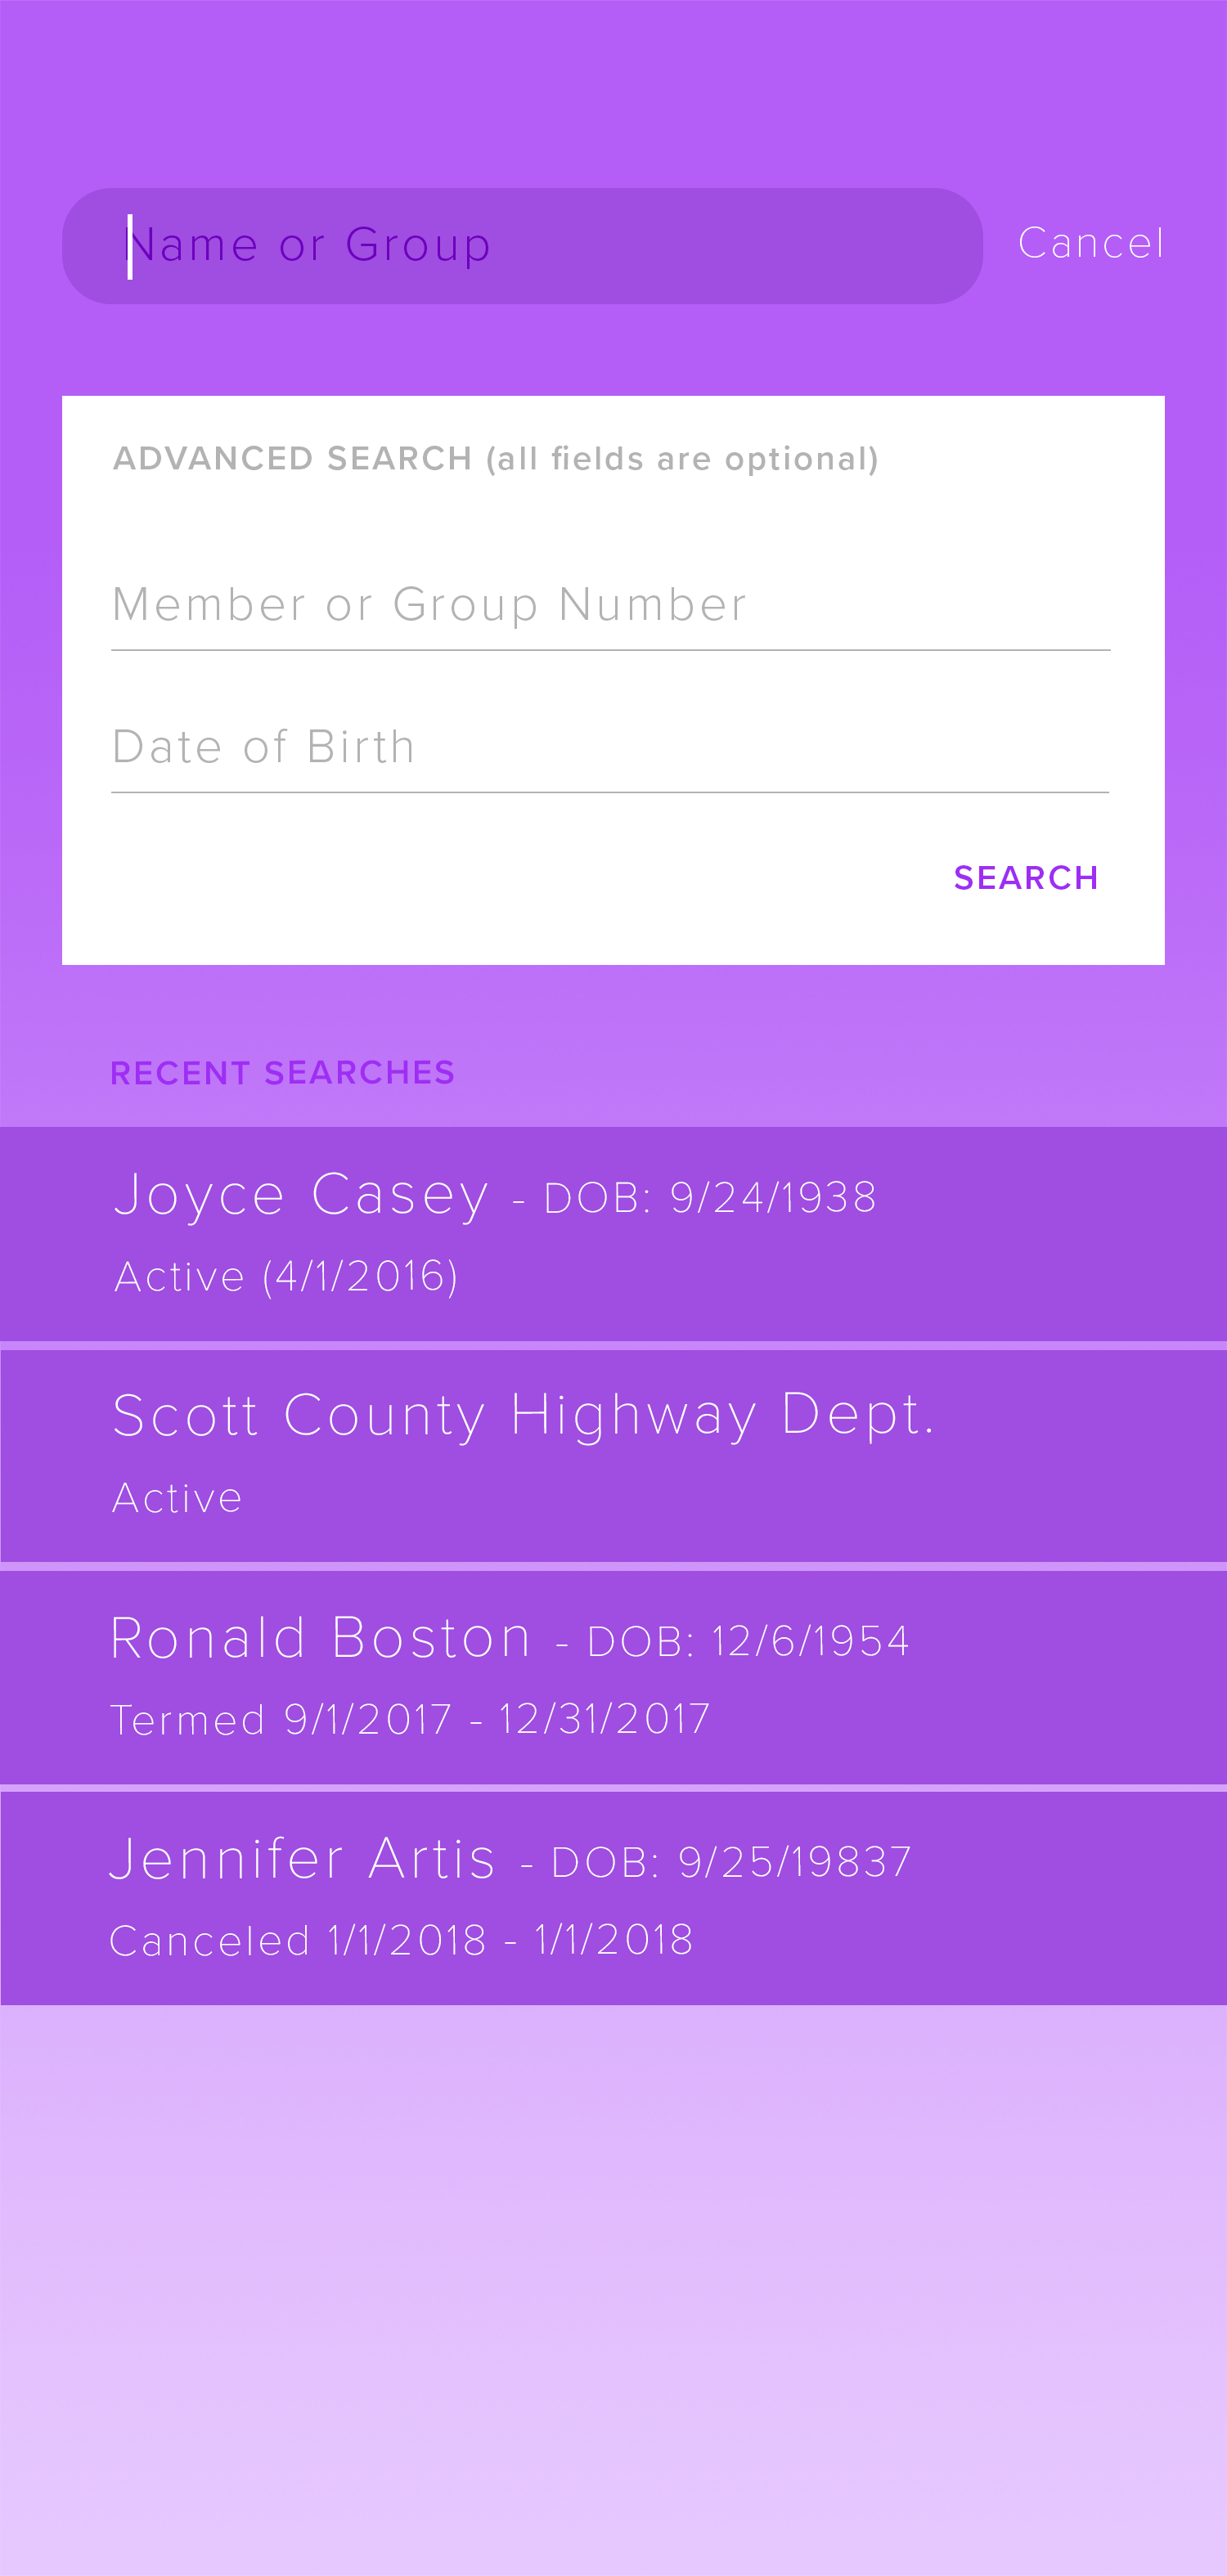 Name or Group
Cancel
ADVANCED SEARCH (all fields are optional)
Member or Group Number
Date of Birth
SEARCH
RECENT SEARCHES
Joyce Casey - DOB: 9/24/1938
Active (4/1/2016)
Scott County Highway Dept.
Active
Ronald Boston - DOB: 12/6/1954
Termed 9/1/2017 - 12/31/2017
Jennifer Artis - DOB: 9/25/19837
Canceled 1/1/2018 - 1/1/2018